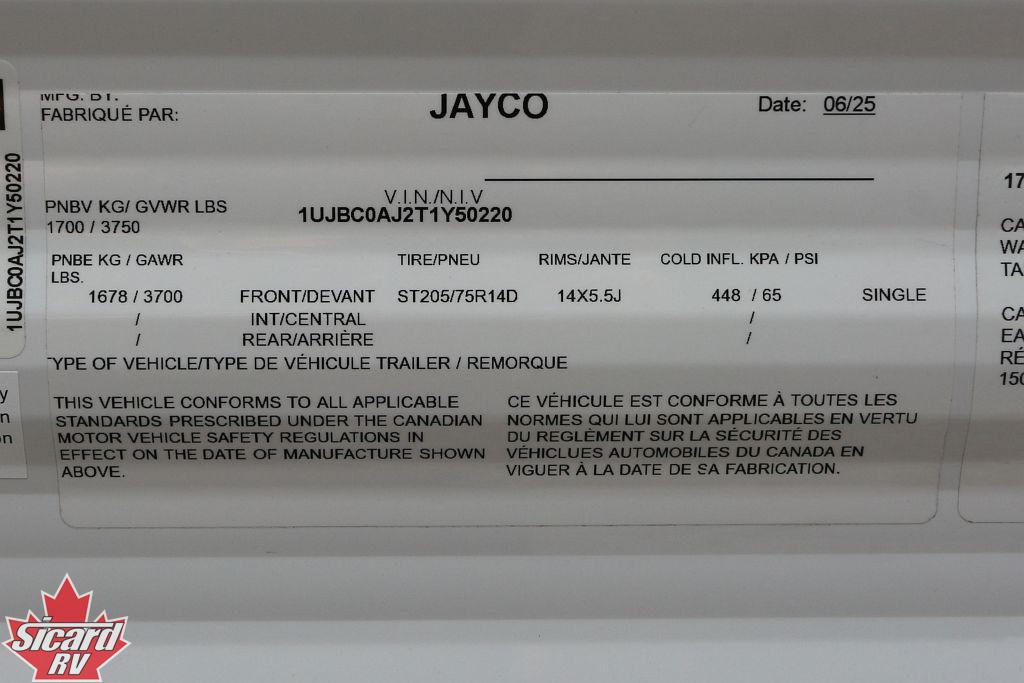 MFG. BY:
FABRIQUÉ PAR:
JAYCO
Date: 06/25
1UJBC0AJ2T1Y50220
PNBV KG/ GVWR LBS
1700 / 3750
V.I.N./N.I.V
1UJBC0AJ2T1Y50220
PNBE KG / GAWR
LBS.
TIRE/PNEU RIMS/JANTE COLD INFL. KPA / PSI
1678 / 3700 FRONT/DEVANT ST205/75R14D 14X5.5J 448 / 65 SINGLE
/ INT/CENTRAL /
/ REAR/ARRIÈRE /
TYPE OF VEHICLE/TYPE DE VÉHICULE TRAILER / REMORQUE
THIS VEHICLE CONFORMS TO ALL APPLICABLE
STANDARDS PRESCRIBED UNDER THE CANADIAN
MOTOR VEHICLE SAFETY REGULATIONS IN
EFFECT ON THE DATE OF MANUFACTURE SHOWN
ABOVE.
CE VÉHICULE EST CONFORME À TOUTES LES
NORMES QUI LUI SONT APPLICABLES EN VERTU
DU REGLÈMENT SUR LA SÉCURITÉ DES
VÉHICLUES AUTOMOBILES DU CANADA EN
VIGUER À LA DATE DE SA FABRICATION.
Sicard
RV